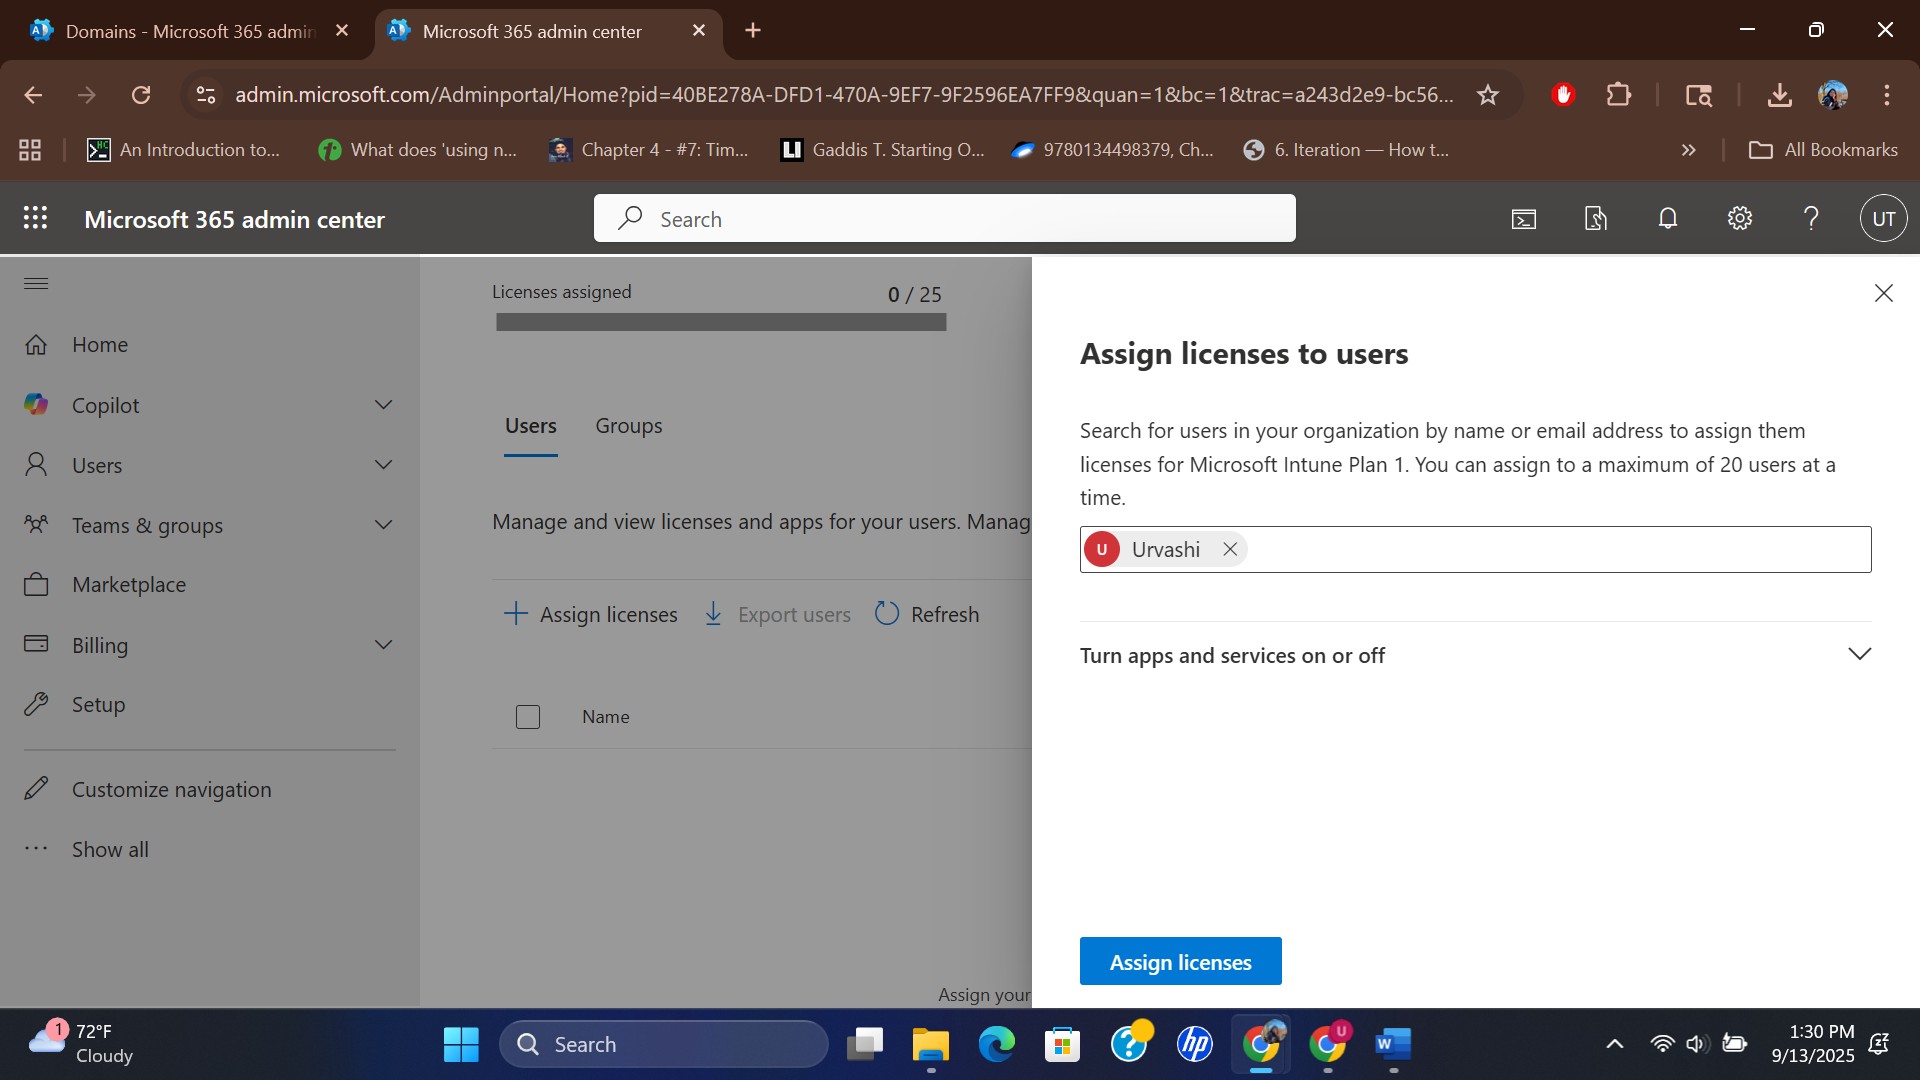 Domains - Microsoft 365 admin
Microsoft 365 admin center
admin.microsoft.com/Adminportal/Home?pid=40BE278A-DFD1-470A-9EF7-9F2596EA7FF9&quan=1&bc=1&trac=a243d2e9-bc56...
An Introduction to...
What does 'using n...
Chapter 4 - #7: Tim...
Gaddis T. Starting O...
9780134498379, Ch...
6. Iteration — How t...
All Bookmarks
Microsoft 365 admin center
Search
UT
Home
Copilot
Users
Teams & groups
Marketplace
Billing
Setup
Customize navigation
Show all
Licenses assigned
0 / 25
Users
Groups
Manage and view licenses and apps for your users. Manag
Assign licenses
Export users
Refresh
Name
Assign your
Assign licenses to users
Search for users in your organization by name or email address to assign them
licenses for Microsoft Intune Plan 1. You can assign to a maximum of 20 users at a
time.
U Urvashi
Turn apps and services on or off
Assign licenses
1
72°F
Cloudy
Search
1:30 PM
9/13/2025